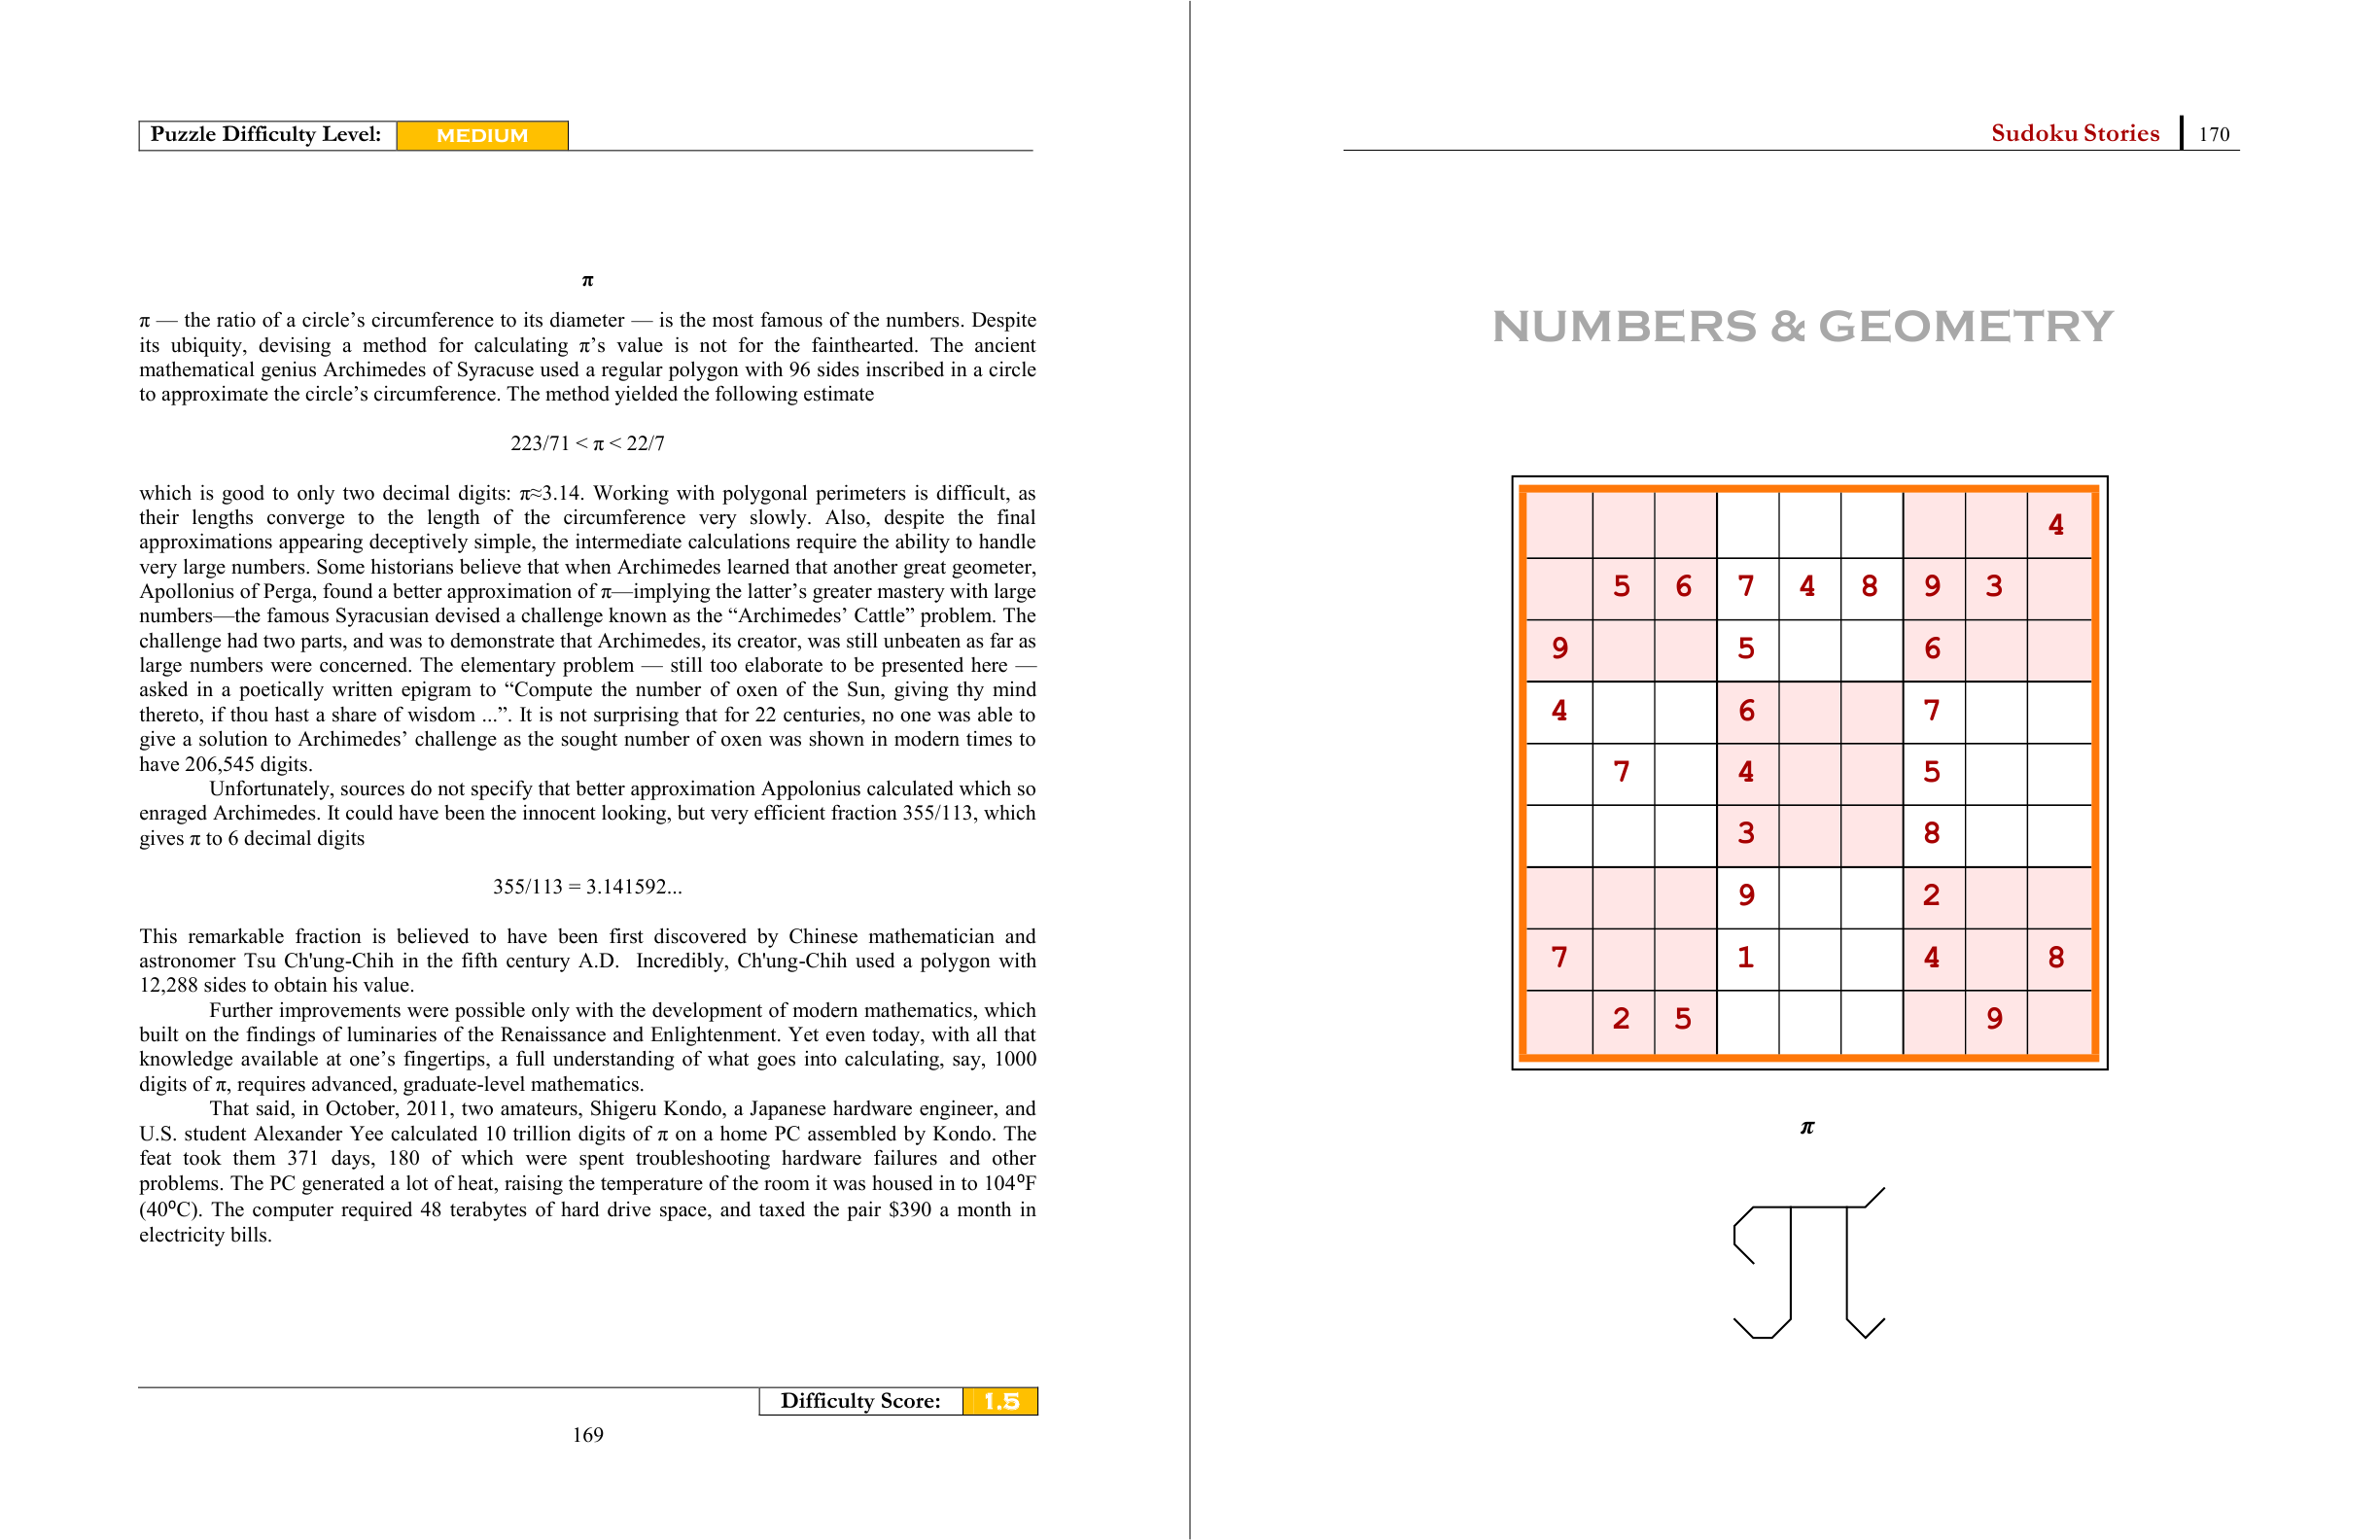 Puzzle Difficulty Level: MEDIUM
π
π — the ratio of a circle’s circumference to its diameter — is the most famous of the numbers. Despite
its ubiquity, devising a method for calculating π’s value is not for the fainthearted. The ancient
mathematical genius Archimedes of Syracuse used a regular polygon with 96 sides inscribed in a circle
to approximate the circle’s circumference. The method yielded the following estimate
223/71 < π < 22/7
which is good to only two decimal digits: π≈3.14. Working with polygonal perimeters is difficult, as
their lengths converge to the length of the circumference very slowly. Also, despite the final
approximations appearing deceptively simple, the intermediate calculations require the ability to handle
very large numbers. Some historians believe that when Archimedes learned that another great geometer,
Apollonius of Perga, found a better approximation of π—implying the latter’s greater mastery with large
numbers—the famous Syracusian devised a challenge known as the “Archimedes’ Cattle” problem. The
challenge had two parts, and was to demonstrate that Archimedes, its creator, was still unbeaten as far as
large numbers were concerned. The elementary problem — still too elaborate to be presented here —
asked in a poetically written epigram to “Compute the number of oxen of the Sun, giving thy mind
thereto, if thou hast a share of wisdom ...”. It is not surprising that for 22 centuries, no one was able to
give a solution to Archimedes’ challenge as the sought number of oxen was shown in modern times to
have 206,545 digits.
Unfortunately, sources do not specify that better approximation Appolonius calculated which so
enraged Archimedes. It could have been the innocent looking, but very efficient fraction 355/113, which
gives π to 6 decimal digits
355/113 = 3.141592...
This remarkable fraction is believed to have been first discovered by Chinese mathematician and
astronomer Tsu Ch'ung-Chih in the fifth century A.D. Incredibly, Ch'ung-Chih used a polygon with
12,288 sides to obtain his value.
Further improvements were possible only with the development of modern mathematics, which
built on the findings of luminaries of the Renaissance and Enlightenment. Yet even today, with all that
knowledge available at one’s fingertips, a full understanding of what goes into calculating, say, 1000
digits of π, requires advanced, graduate-level mathematics.
That said, in October, 2011, two amateurs, Shigeru Kondo, a Japanese hardware engineer, and
U.S. student Alexander Yee calculated 10 trillion digits of π on a home PC assembled by Kondo. The
feat took them 371 days, 180 of which were spent troubleshooting hardware failures and other
problems. The PC generated a lot of heat, raising the temperature of the room it was housed in to 104⁰F
(40⁰C). The computer required 48 terabytes of hard drive space, and taxed the pair $390 a month in
electricity bills.
Difficulty Score: 1.5
169
Sudoku Stories 170
NUMBERS & GEOMETRY
4
5 6 7 4 8 9 3
9 5 6
4 6 7
7 4 5
3 8
9 2
7 1 4 8
2 5 9
π